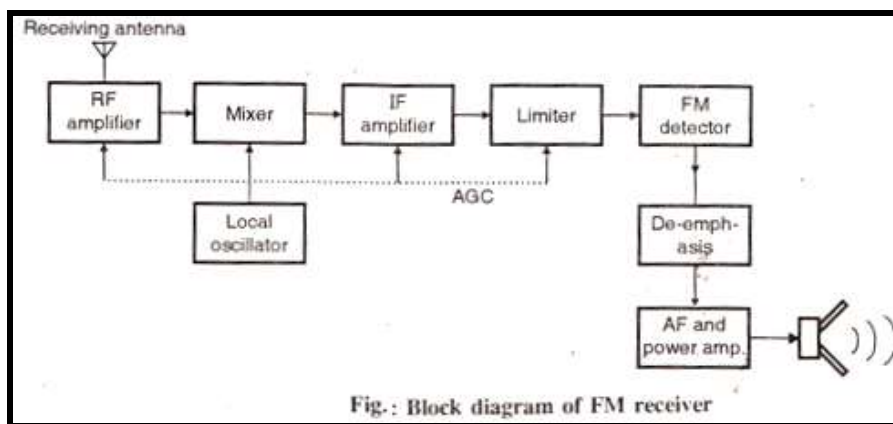 Receiving antenna
RF
amplifier
Mixer
IF
amplifier
Limiter
FM
detector
AGC
Local
oscillator
De-emph-
asis
AF and
power amp.
Fig.: Block diagram of FM receiver